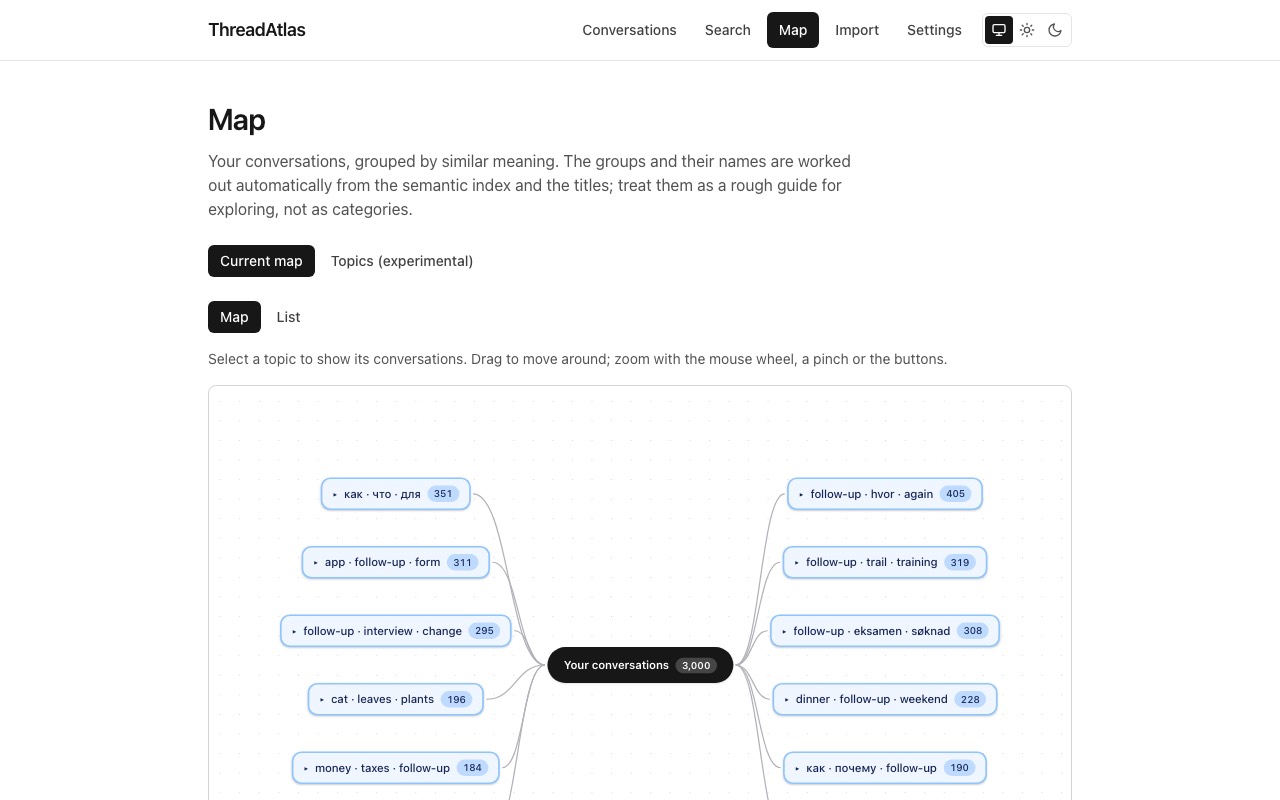 ThreadAtlas
Conversations Search Map Import Settings
Map
Your conversations, grouped by similar meaning. The groups and their names are worked
out automatically from the semantic index and the titles; treat them as a rough guide for
exploring, not as categories.
Current map Topics (experimental)
Map List
Select a topic to show its conversations. Drag to move around; zoom with the mouse wheel, a pinch or the buttons.
как · что · для 351
follow-up · hvor · again 405
app · follow-up · form 311
follow-up · trail · training 319
follow-up · interview · change 295
follow-up · eksamen · søknad 308
Your conversations 3,000
cat · leaves · plants 196
dinner · follow-up · weekend 228
money · taxes · follow-up 184
как · почему · follow-up 190